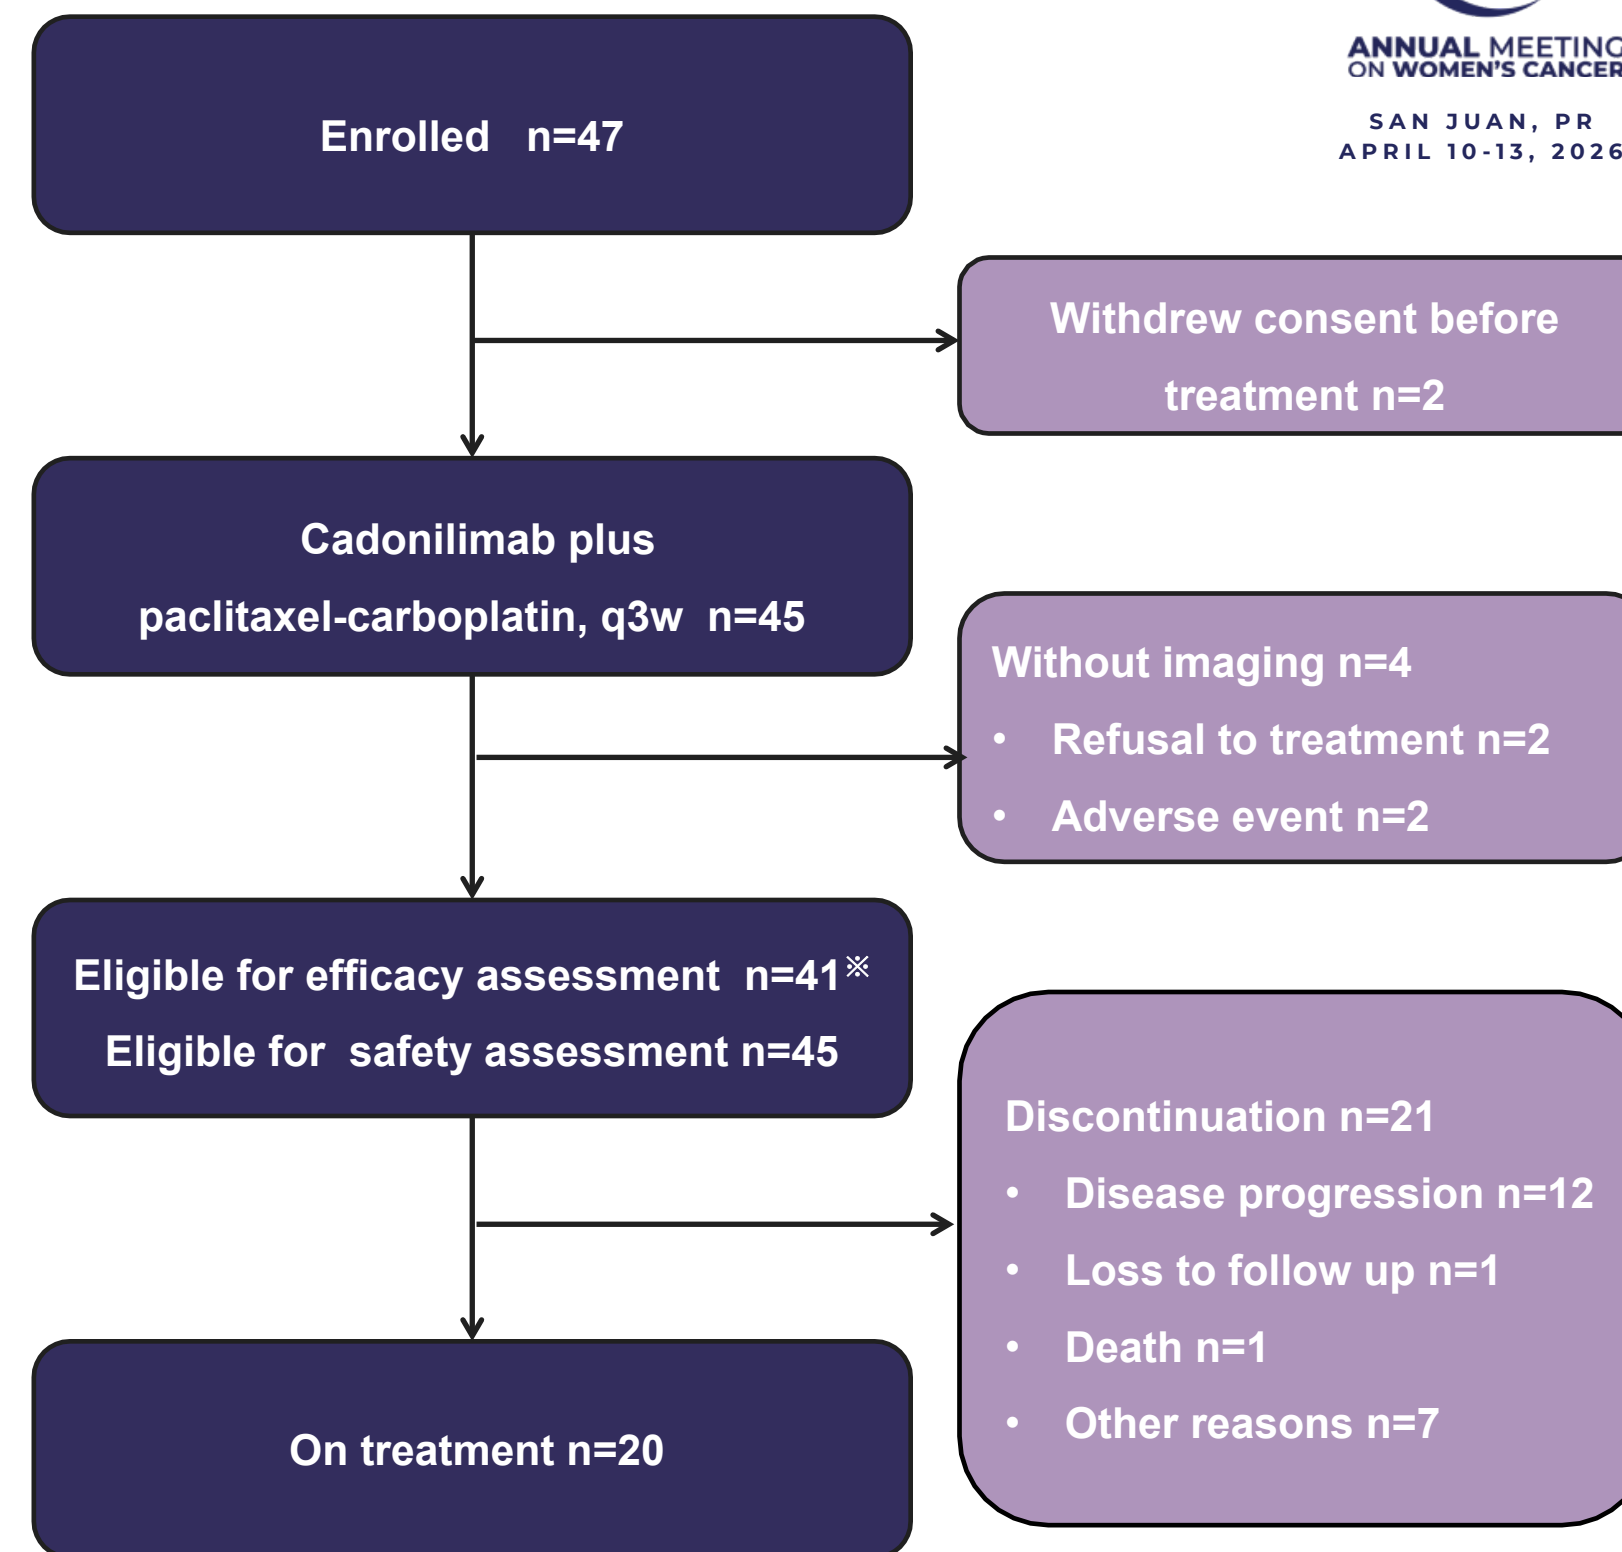 ANNUAL MEETING
ON WOMEN'S CANCER
SAN JUAN, PR
APRIL 10-13, 2026
Enrolled n=47
Withdrew consent before
treatment n=2
Cadonilimab plus
paclitaxel-carboplatin, q3w n=45
Without imaging n=4
• Refusal to treatment n=2
• Adverse event n=2
Eligible for efficacy assessment n=41※
Eligible for safety assessment n=45
Discontinuation n=21
• Disease progression n=12
• Loss to follow up n=1
• Death n=1
• Other reasons n=7
On treatment n=20